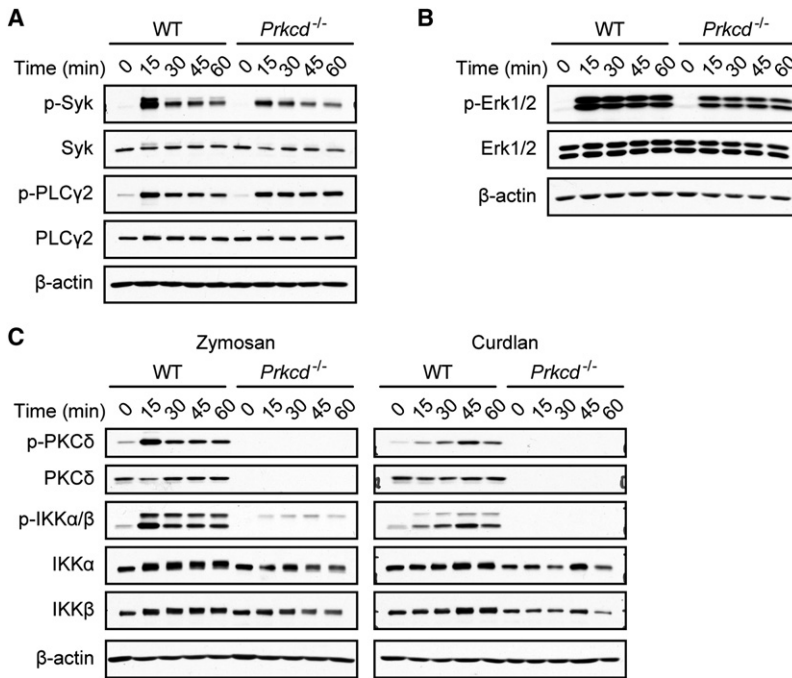 A
WT Prkcd-/-
Time (min) 0 15 30 45 60 0 15 30 45 60
p-Syk
Syk
p-PLCγ2
PLCγ2
β-actin
B
WT Prkcd-/-
Time (min) 0 15 30 45 60 0 15 30 45 60
p-Erk1/2
Erk1/2
β-actin
C
Zymosan Curdlan
WT Prkcd-/- WT Prkcd-/-
Time (min) 0 15 30 45 60 0 15 30 45 60 0 15 30 45 60 0 15 30 45 60
p-PKCδ
PKCδ
p-IKKα/β
IKKα
IKKβ
β-actin